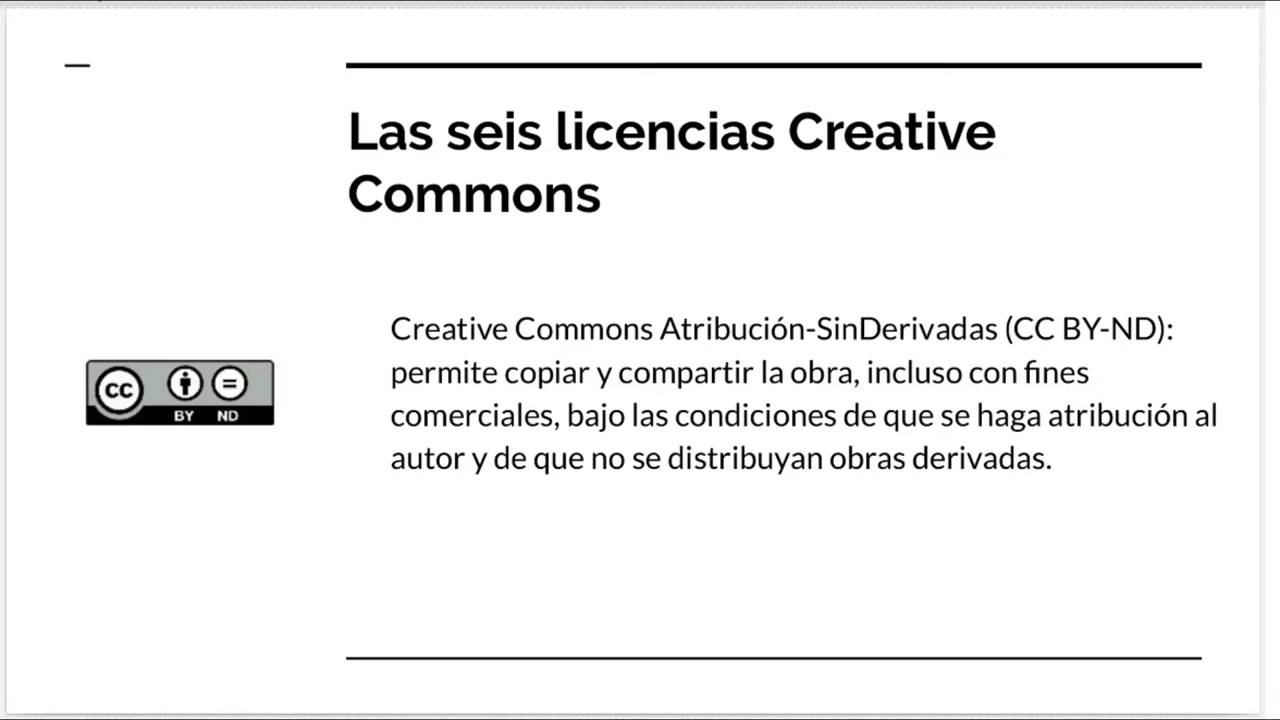 Las seis licencias Creative
Commons
Creative Commons Atribución-SinDerivadas (CC BY-ND):
permite copiar y compartir la obra, incluso con fines
comerciales, bajo las condiciones de que se haga atribución al
autor y de que no se distribuyan obras derivadas.
CC
BY ND